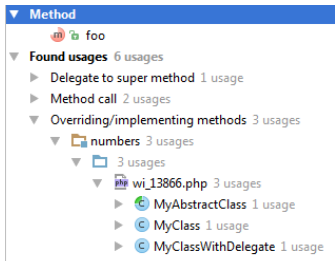 Method
foo
Found usages 6 usages
Delegate to super method 1 usage
Method call 2 usages
Overriding/implementing methods 3 usages
numbers 3 usages
3 usages
php wi_13866.php 3 usages
MyAbstractClass 1 usage
MyClass 1 usage
MyClassWithDelegate 1 usage